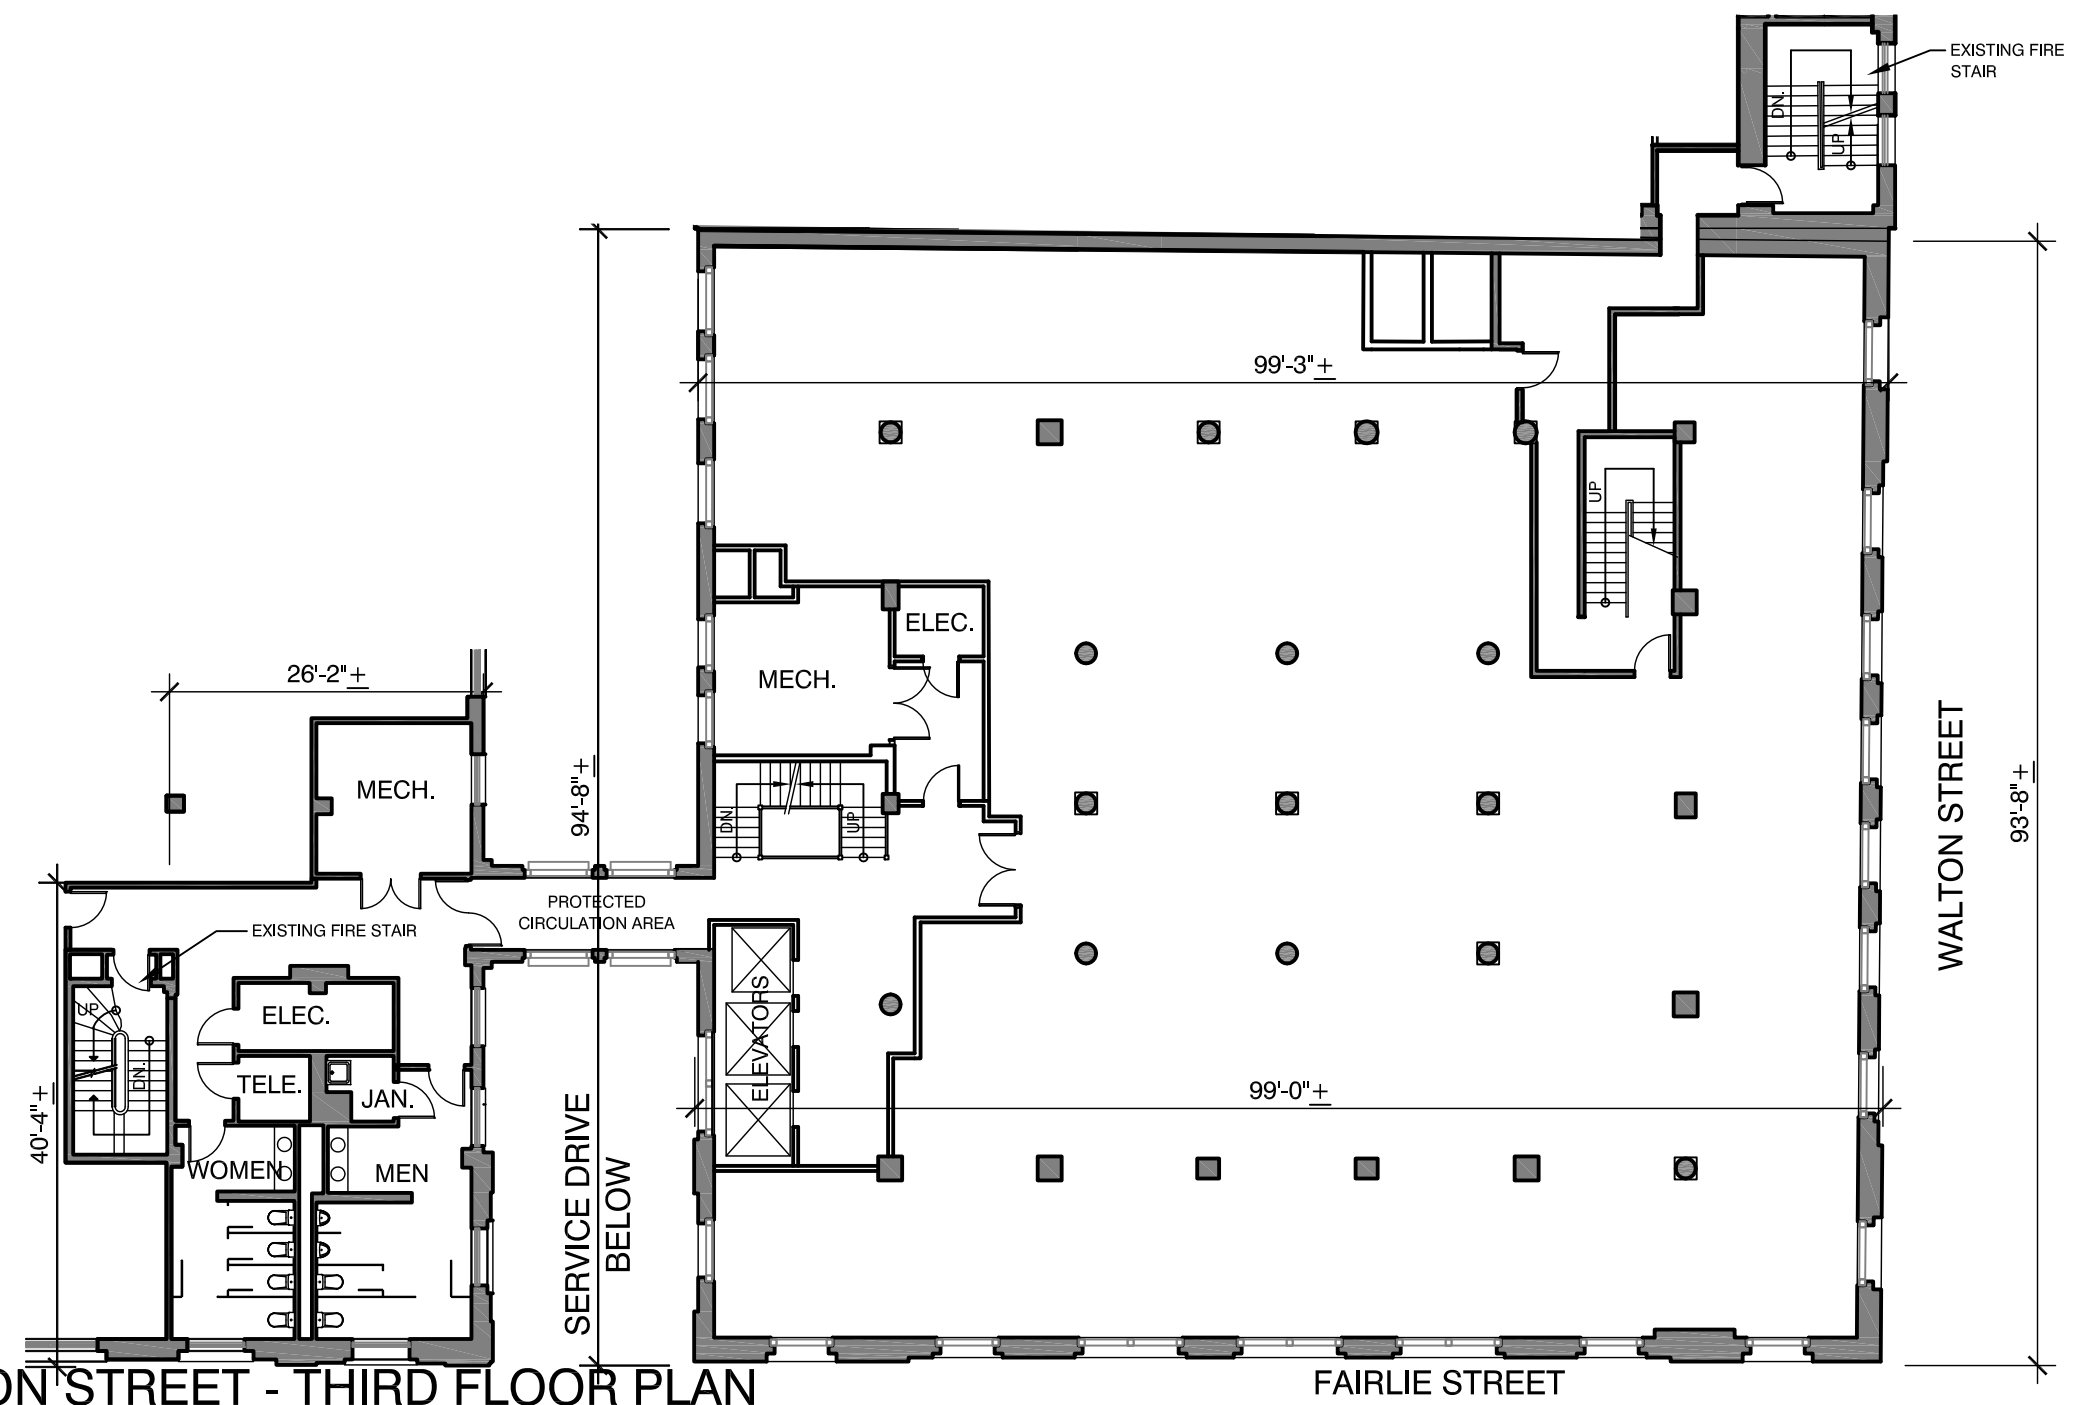 EXISTING FIRE
STAIR
DN.
UP
99'-3"±
UP
ELEC.
MECH.
26'-2"±
MECH.
94'-8"±
DN.
UP
WALTON STREET
93'-8"±
PROTECTED
CIRCULATION AREA
EXISTING FIRE STAIR
UP
DN.
ELEC.
TELE.
JAN.
ELEVATORS
99'-0"±
40'-4"±
WOMEN
MEN
SERVICE DRIVE
BELOW
ON STREET - THIRD FLOOR PLAN
FAIRLIE STREET